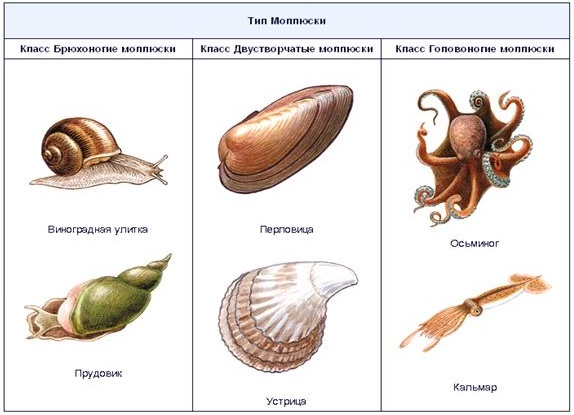 Тип Моллюски
Класс Брюхоногие моллюски
Класс Двустворчатые моллюски
Класс Головоногие моллюски
Виноградная улитка
Перловица
Осьминог
Прудовик
Устрица
Кальмар